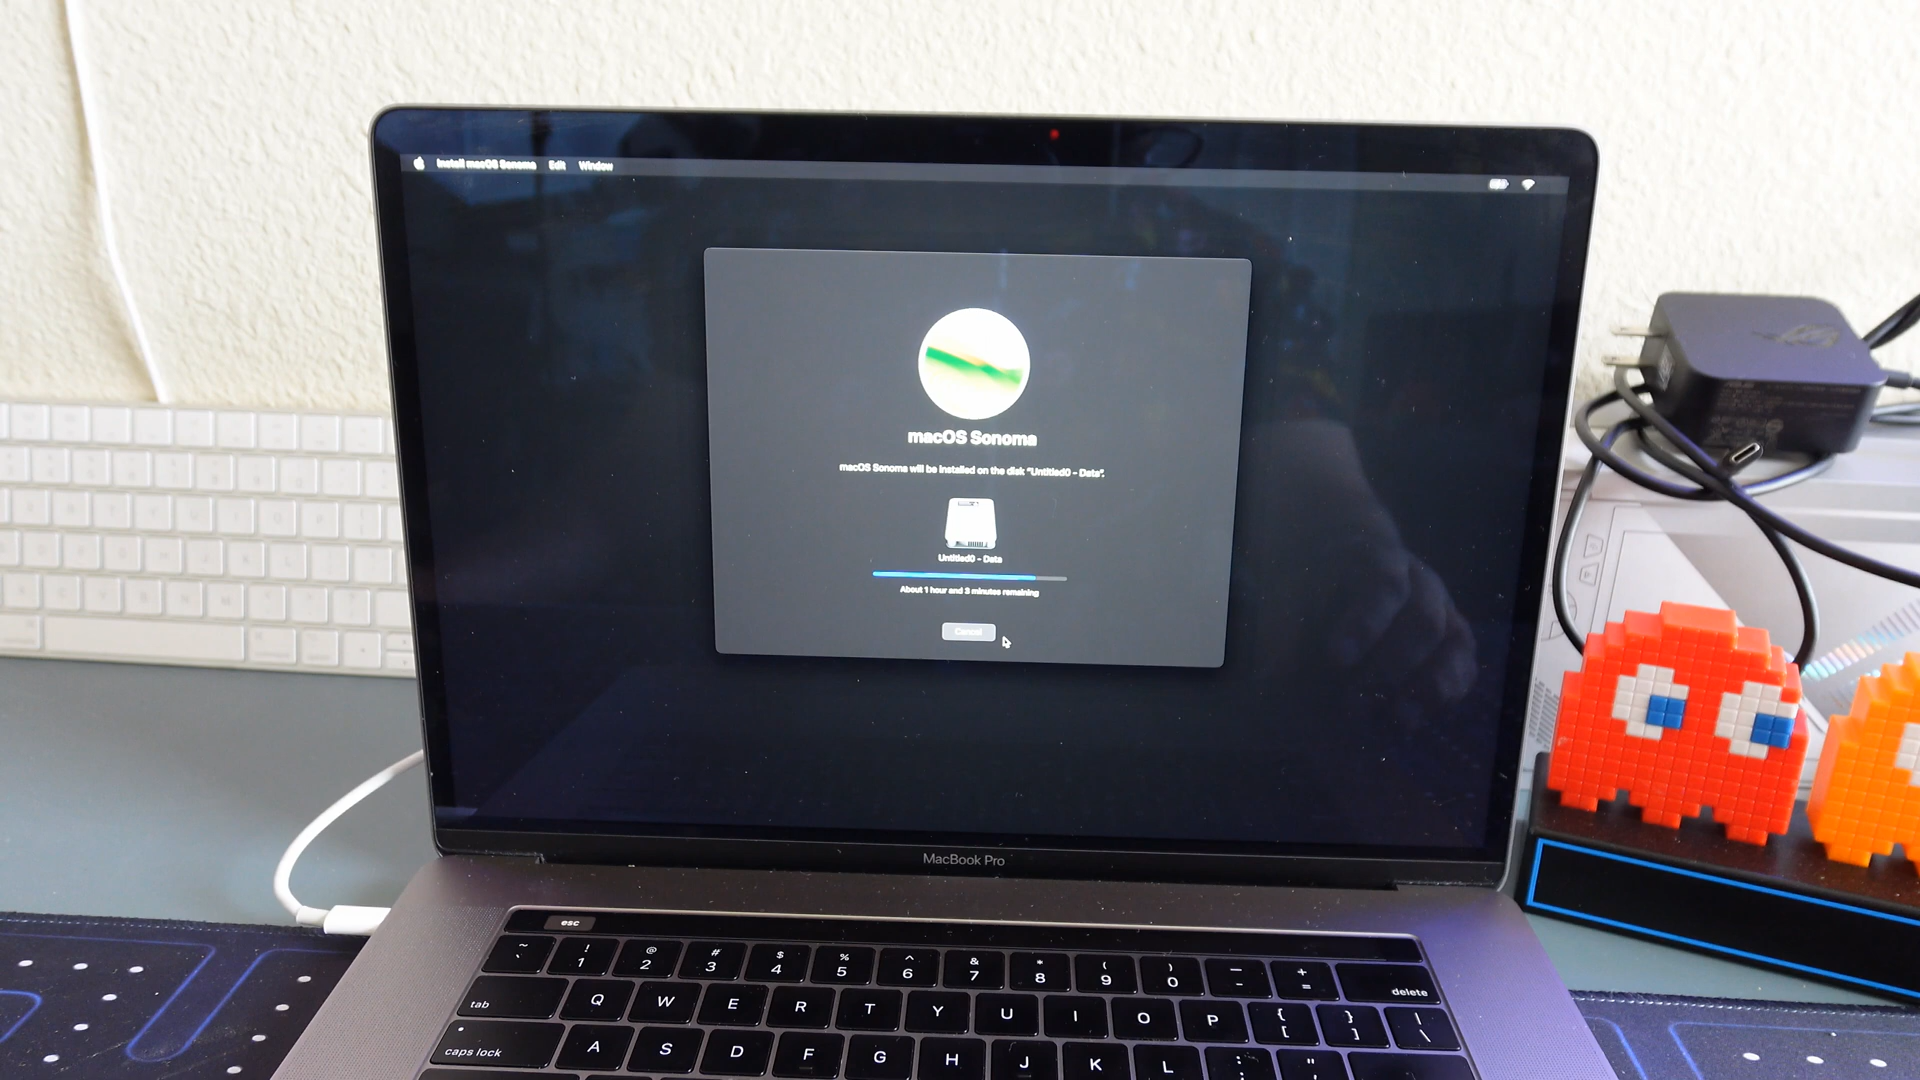 Install macOS Sonoma Edit Window
macOS Sonoma
macOS Sonoma will be installed on the disk “Untitled0 - Data”.
Untitled0 - Data
About 1 hour and 3 minutes remaining
Cancel
MacBook Pro
esc
~ ! @ # $ % ^ & * ( ) — +
` 1 2 3 4 5 6 7 8 9 0 - =
delete
tab Q W E R T Y U I O P { [ } ] | \
caps lock A S D F G H J K L : ; "